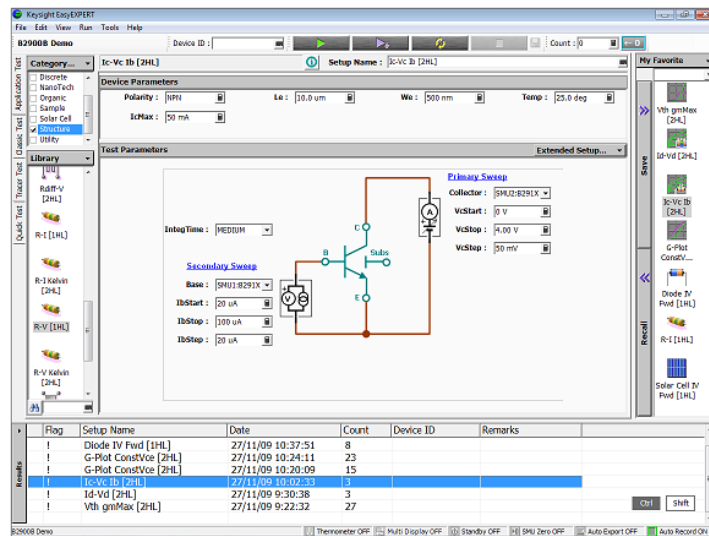 Keysight EasyEXPERT
File Edit View Run Tools Help
B2900B Demo
Device ID :
Count : 0
Category...
Discrete
NanoTech
Organic
Sample
Solar Cell
Structure
Utility
Library
Rdiff-V
[2HL]
R-I [1HL]
R-I Kelvin
[2HL]
R-V [1HL]
R-V Kelvin
[2HL]
Application Test
Classic Test
Tracer Test
Quick Test
Ic-Vc Ib [2HL]
Setup Name : Ic-Vc Ib [2HL]
Device Parameters
Polarity : NPN
Le : 10.0 um
We : 500 nm
Temp : 25.0 deg
IcMax : 50 mA
Test Parameters
Extended Setup...
Primary Sweep
Collector : SMU2:B291X
VcStart : 0 V
VcStop : 4.00 V
VcStep : 50 mV
IntegTime : MEDIUM
Secondary Sweep
Base : SMU1:B291X
IbStart : 20 uA
IbStop : 100 uA
IbStep : 20 uA
C
B
Subs
E
A
V
My Favorite
Save
Recall
Vth gmMax
[2HL]
Id-Vd [2HL]
Ic-Vc Ib
[2HL]
G-Plot
ConstV...
Diode IV
Fwd [1HL]
R-I [1HL]
Solar Cell IV
Fwd [1HL]
Results
Flag Setup Name Date Count Device ID Remarks
! Diode IV Fwd [1HL] 27/11/09 10:37:51 8
! G-Plot ConstVce [2HL] 27/11/09 10:24:11 23
! G-Plot ConstVce [2HL] 27/11/09 10:20:09 15
! Ic-Vc Ib [2HL] 27/11/09 10:02:33 3
! Id-Vd [2HL] 27/11/09 9:30:38 3
! Vth gmMax [2HL] 27/11/09 9:22:32 27
Ctrl Shift
B2900B Demo
Thermometer OFF Multi Display OFF Standby OFF SMU Zero OFF Auto Export OFF Auto Record ON